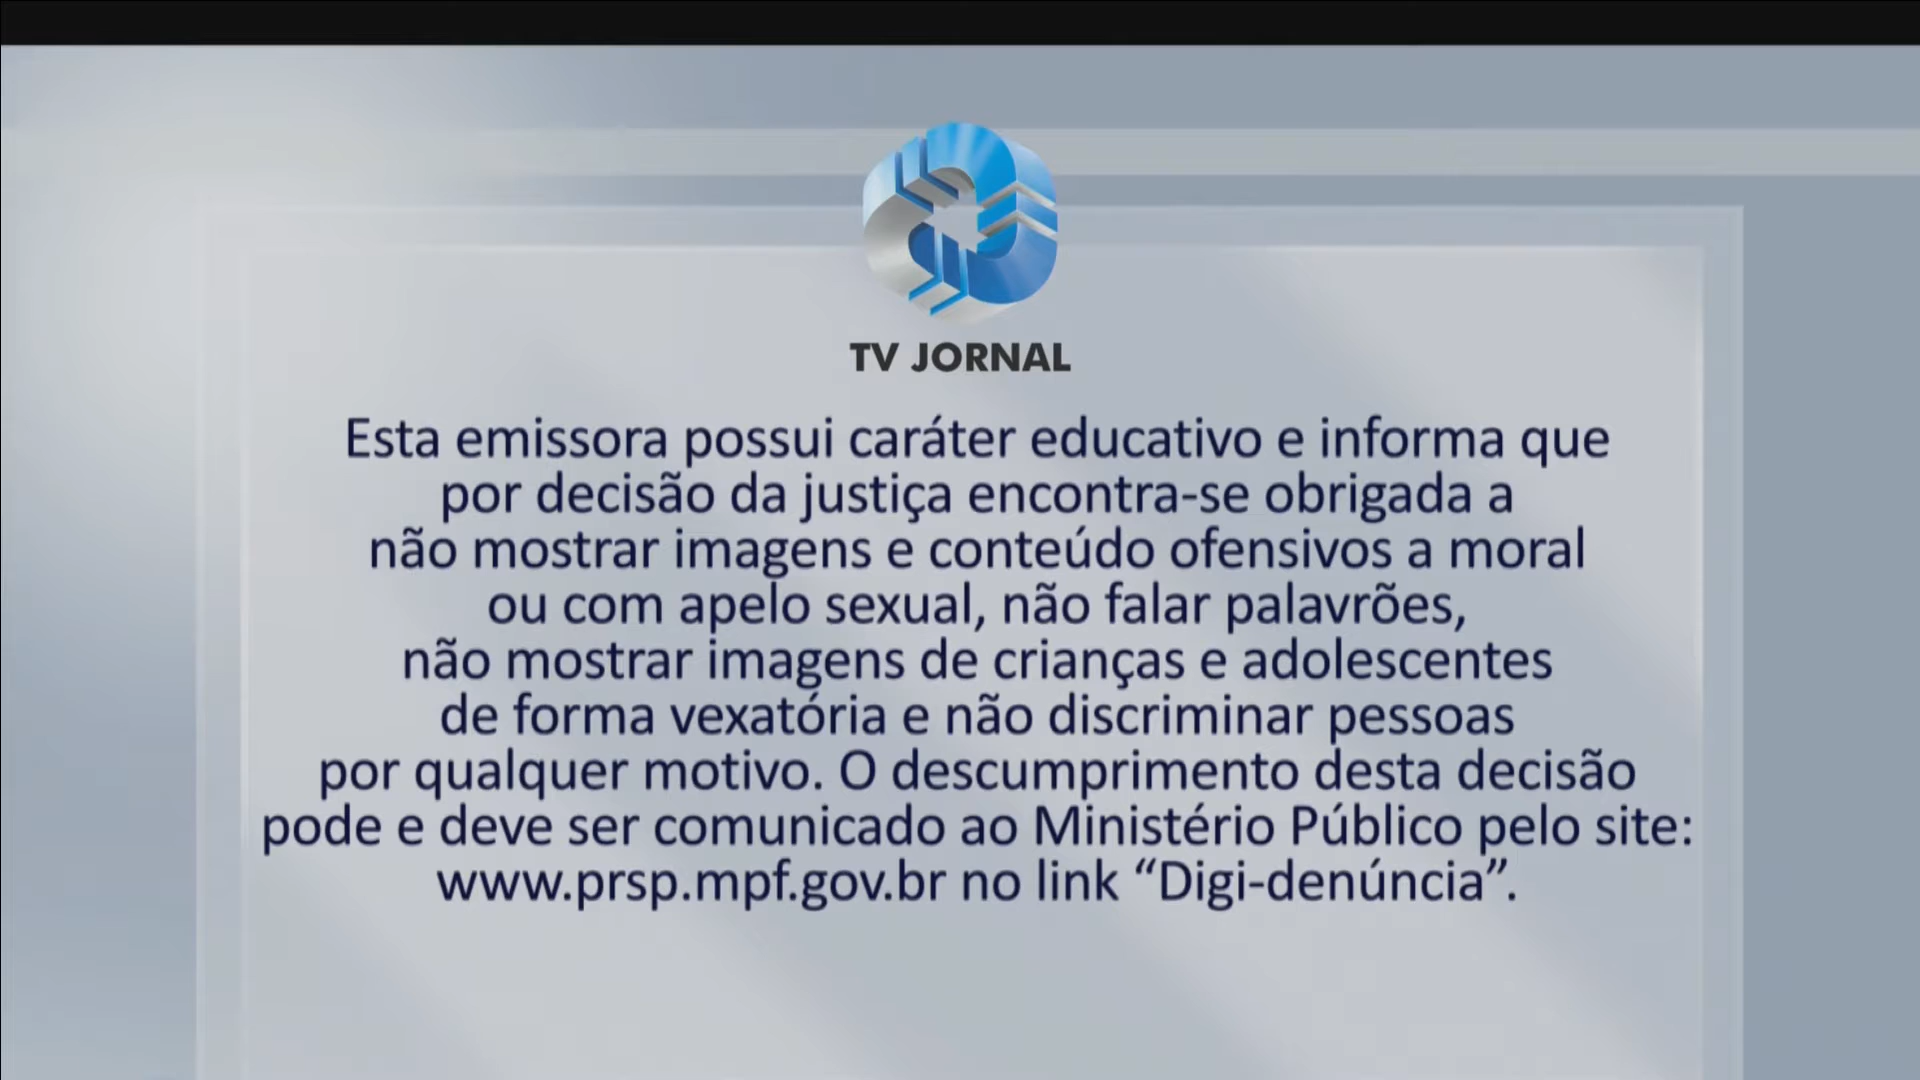 TV JORNAL
Esta emissora possui caráter educativo e informa que
por decisão da justiça encontra-se obrigada a
não mostrar imagens e conteúdo ofensivos a moral
ou com apelo sexual, não falar palavrões,
não mostrar imagens de crianças e adolescentes
de forma vexatória e não discriminar pessoas
por qualquer motivo. O descumprimento desta decisão
pode e deve ser comunicado ao Ministério Público pelo site:
www.prsp.mpf.gov.br no link “Digi-denúncia”.